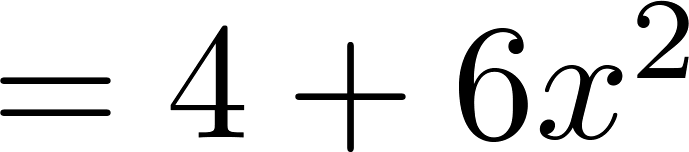 = 4 + 6x²